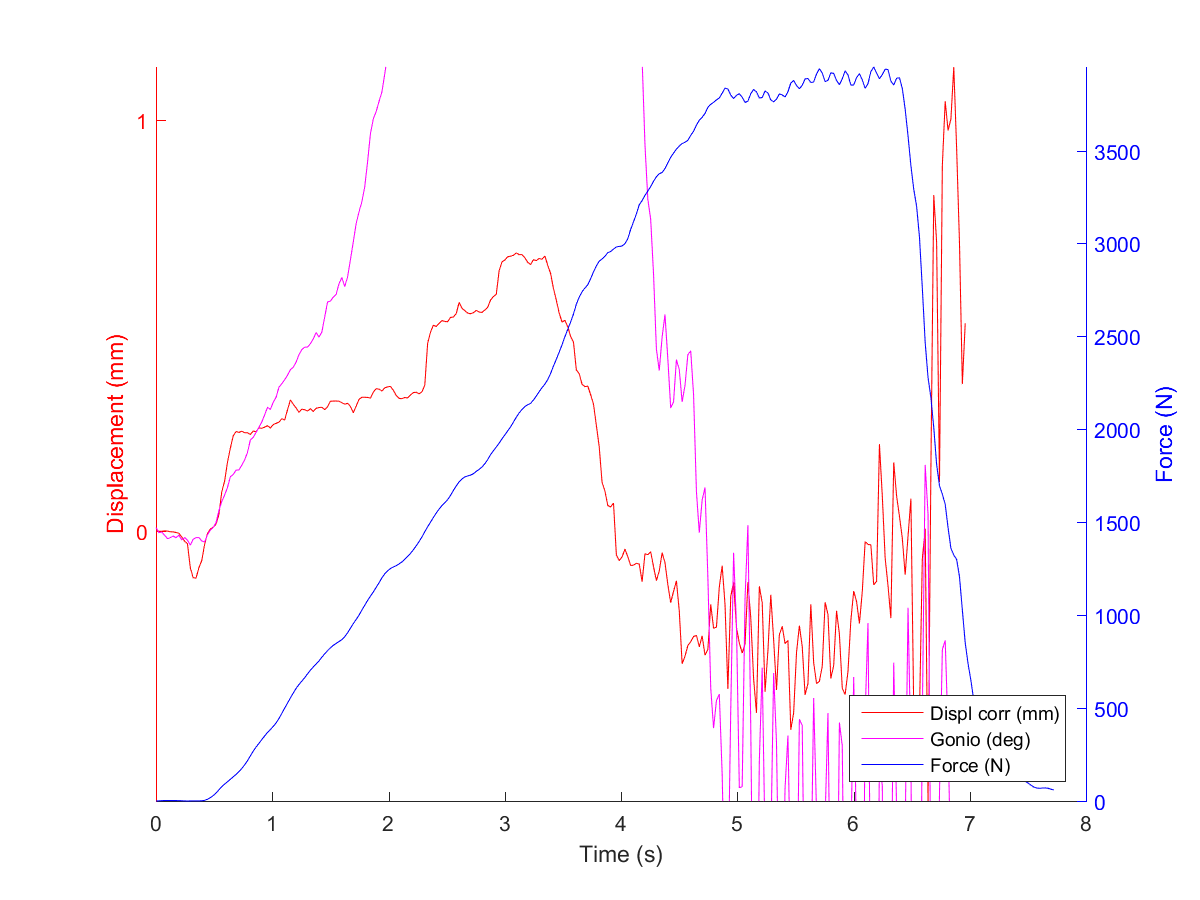 1
0
Displacement (mm)
3500
3000
2500
2000
1500
1000
500
0
Force (N)
Displ corr (mm)
Gonio (deg)
Force (N)
0 1 2 3 4 5 6 7 8
Time (s)